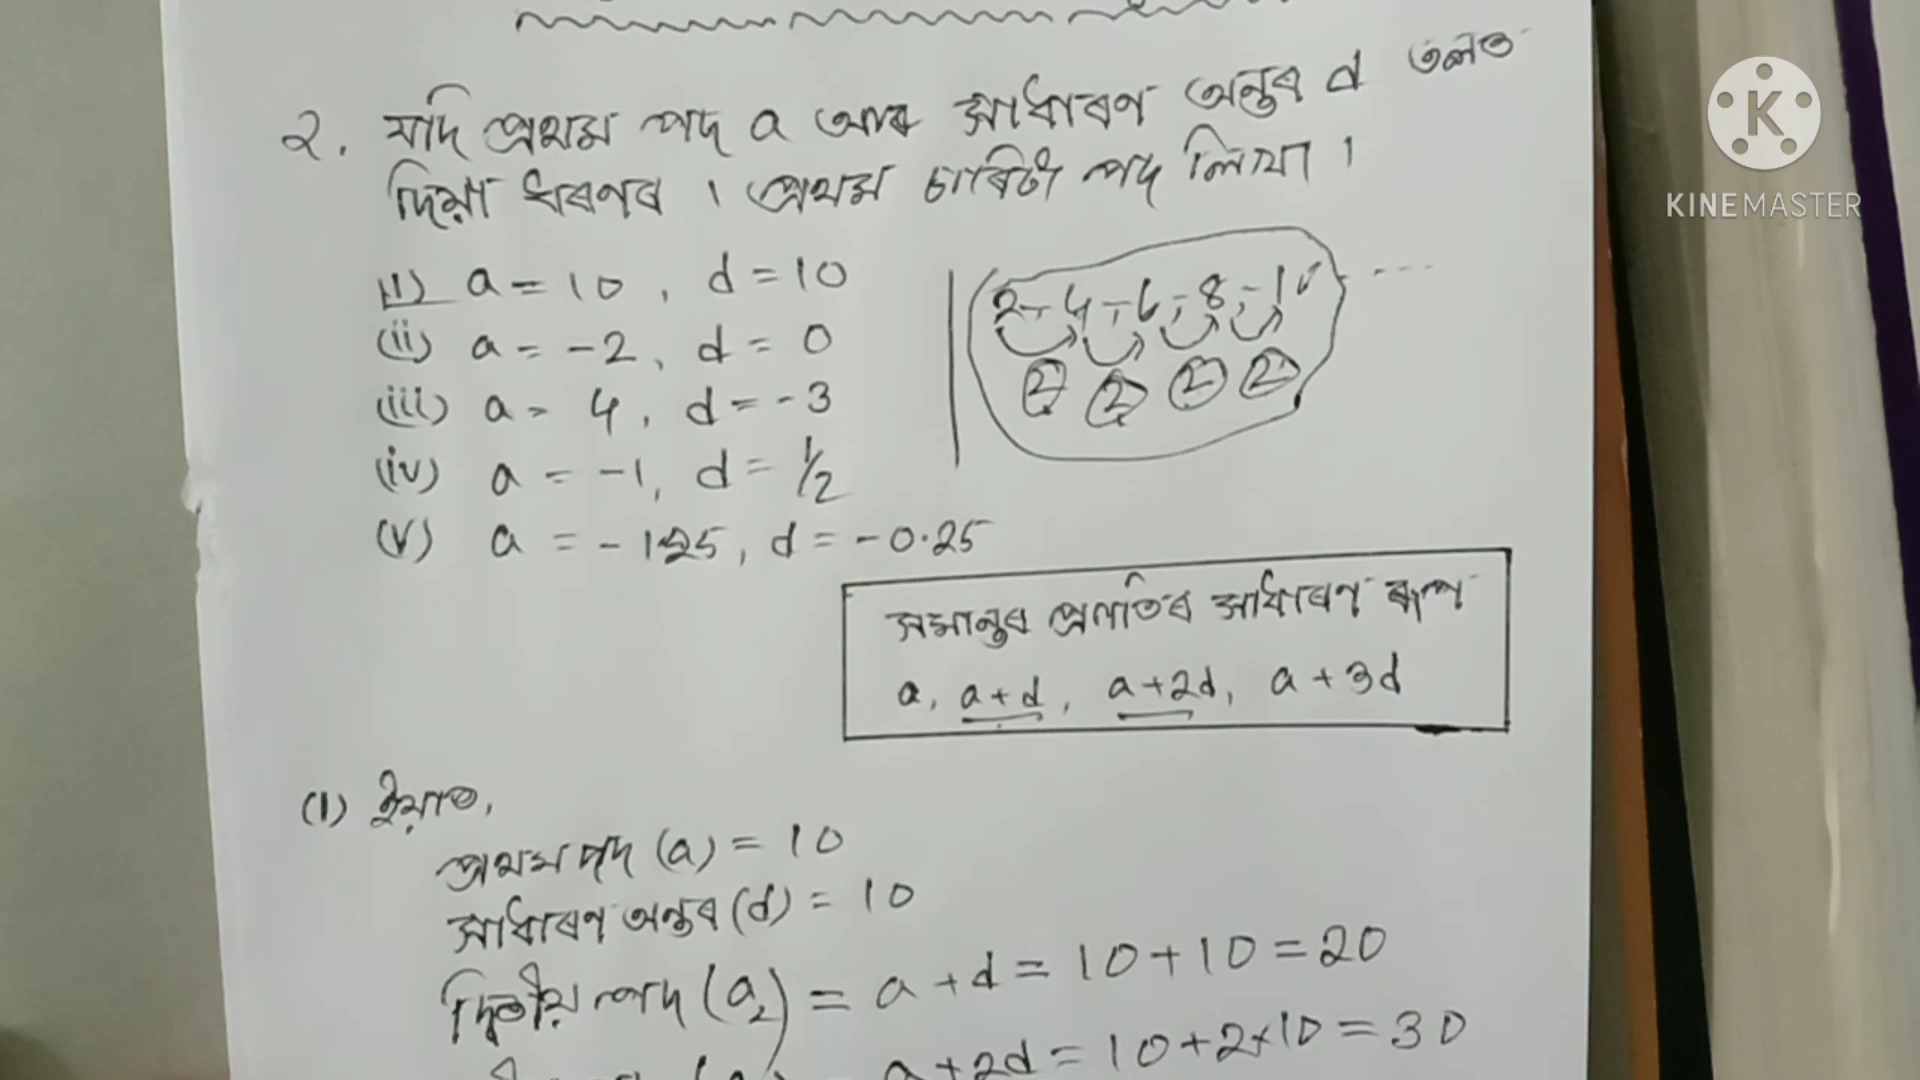 ২. যদি প্ৰথম পদ a আৰু সাধাৰণ অন্তৰ d তলত
দিয়া ধৰণৰ । প্ৰথম চাৰিটা পদ লিখা ।
(i) a = 10, d = 10
(ii) a = -2, d = 0
(iii) a = 4, d = -3
(iv) a = -1, d = 1/2
(v) a = -1.25, d = -0.25
2 - 4 - 6 - 8 - 10 - ----
2 2 2 2
সমান্তৰ প্ৰগতিৰ সাধাৰণ ৰূপ
a, a+d, a+2d, a+3d
(1) ইয়াত,
প্ৰথম পদ (a) = 10
সাধাৰণ অন্তৰ (d) = 10
দ্বিতীয় পদ (a₂) = a+d = 10+10 = 20
a+2d = 10+2×10 = 30
K
KINEMASTER